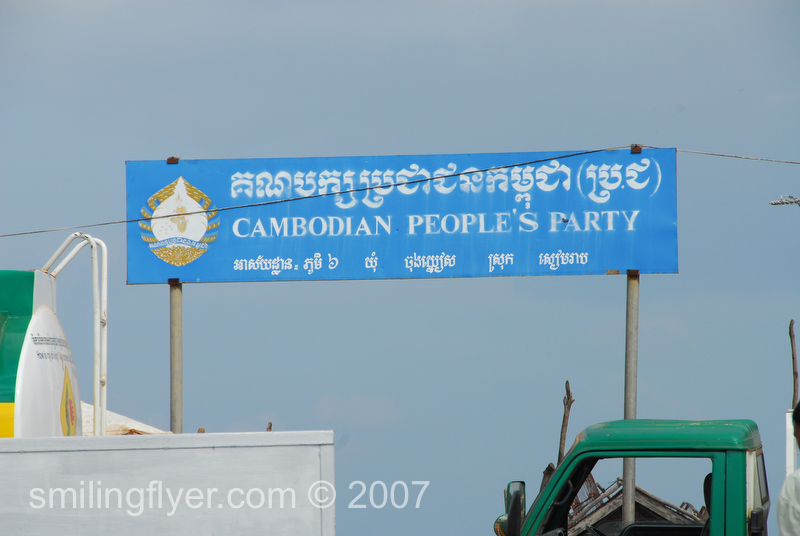 គណបក្សប្រជាជនកម្ពុជា (ប្រ.ជ)
CAMBODIAN PEOPLE'S PARTY
អាស័យដ្ឋាន៖ ភូមិ ៦ ឃុំ ចុងឃ្នៀស ស្រុក សៀមរាប
smilingflyer.com © 2007